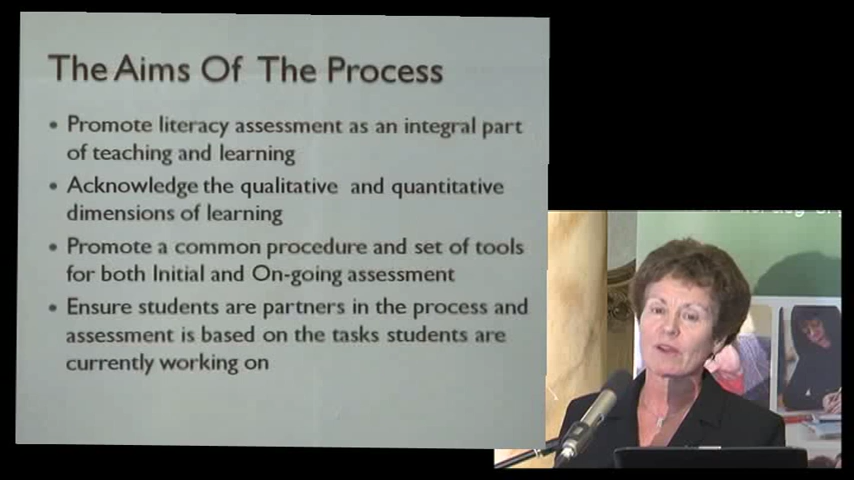 The Aims Of The Process
• Promote literacy assessment as an integral part
of teaching and learning
• Acknowledge the qualitative and quantitative
dimensions of learning
• Promote a common procedure and set of tools
for both Initial and On-going assessment
• Ensure students are partners in the process and
assessment is based on the tasks students are
currently working on